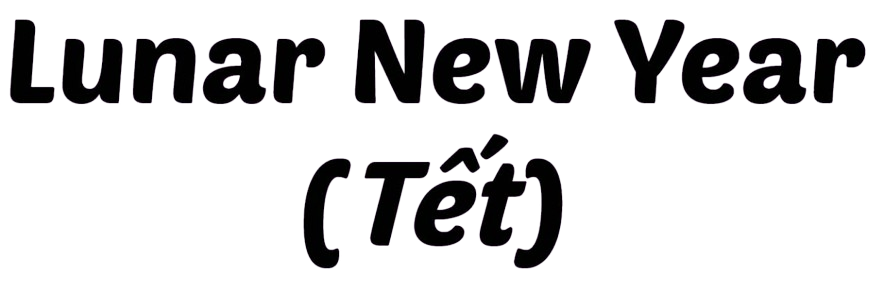 Lunar New Year
(Tết)